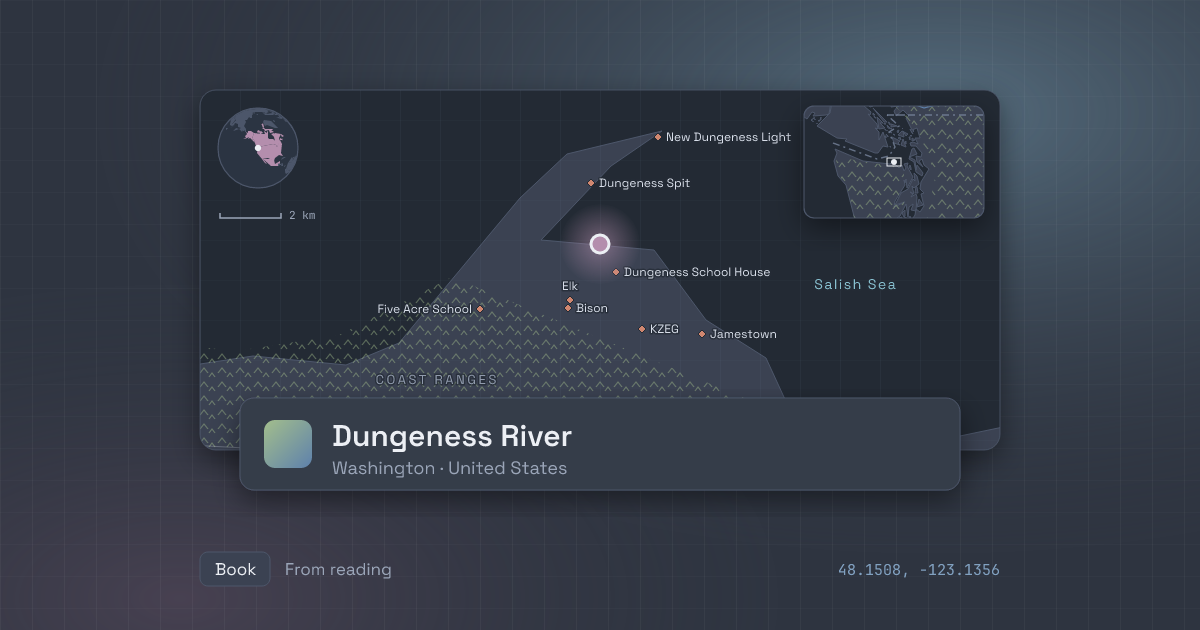 New Dungeness Light
Dungeness Spit
2 km
Dungeness School House
Salish Sea
Elk
Five Acre School
Bison
KZEG
Jamestown
COAST RANGES
Dungeness River
Washington · United States
Book
From reading
48.1508, -123.1356